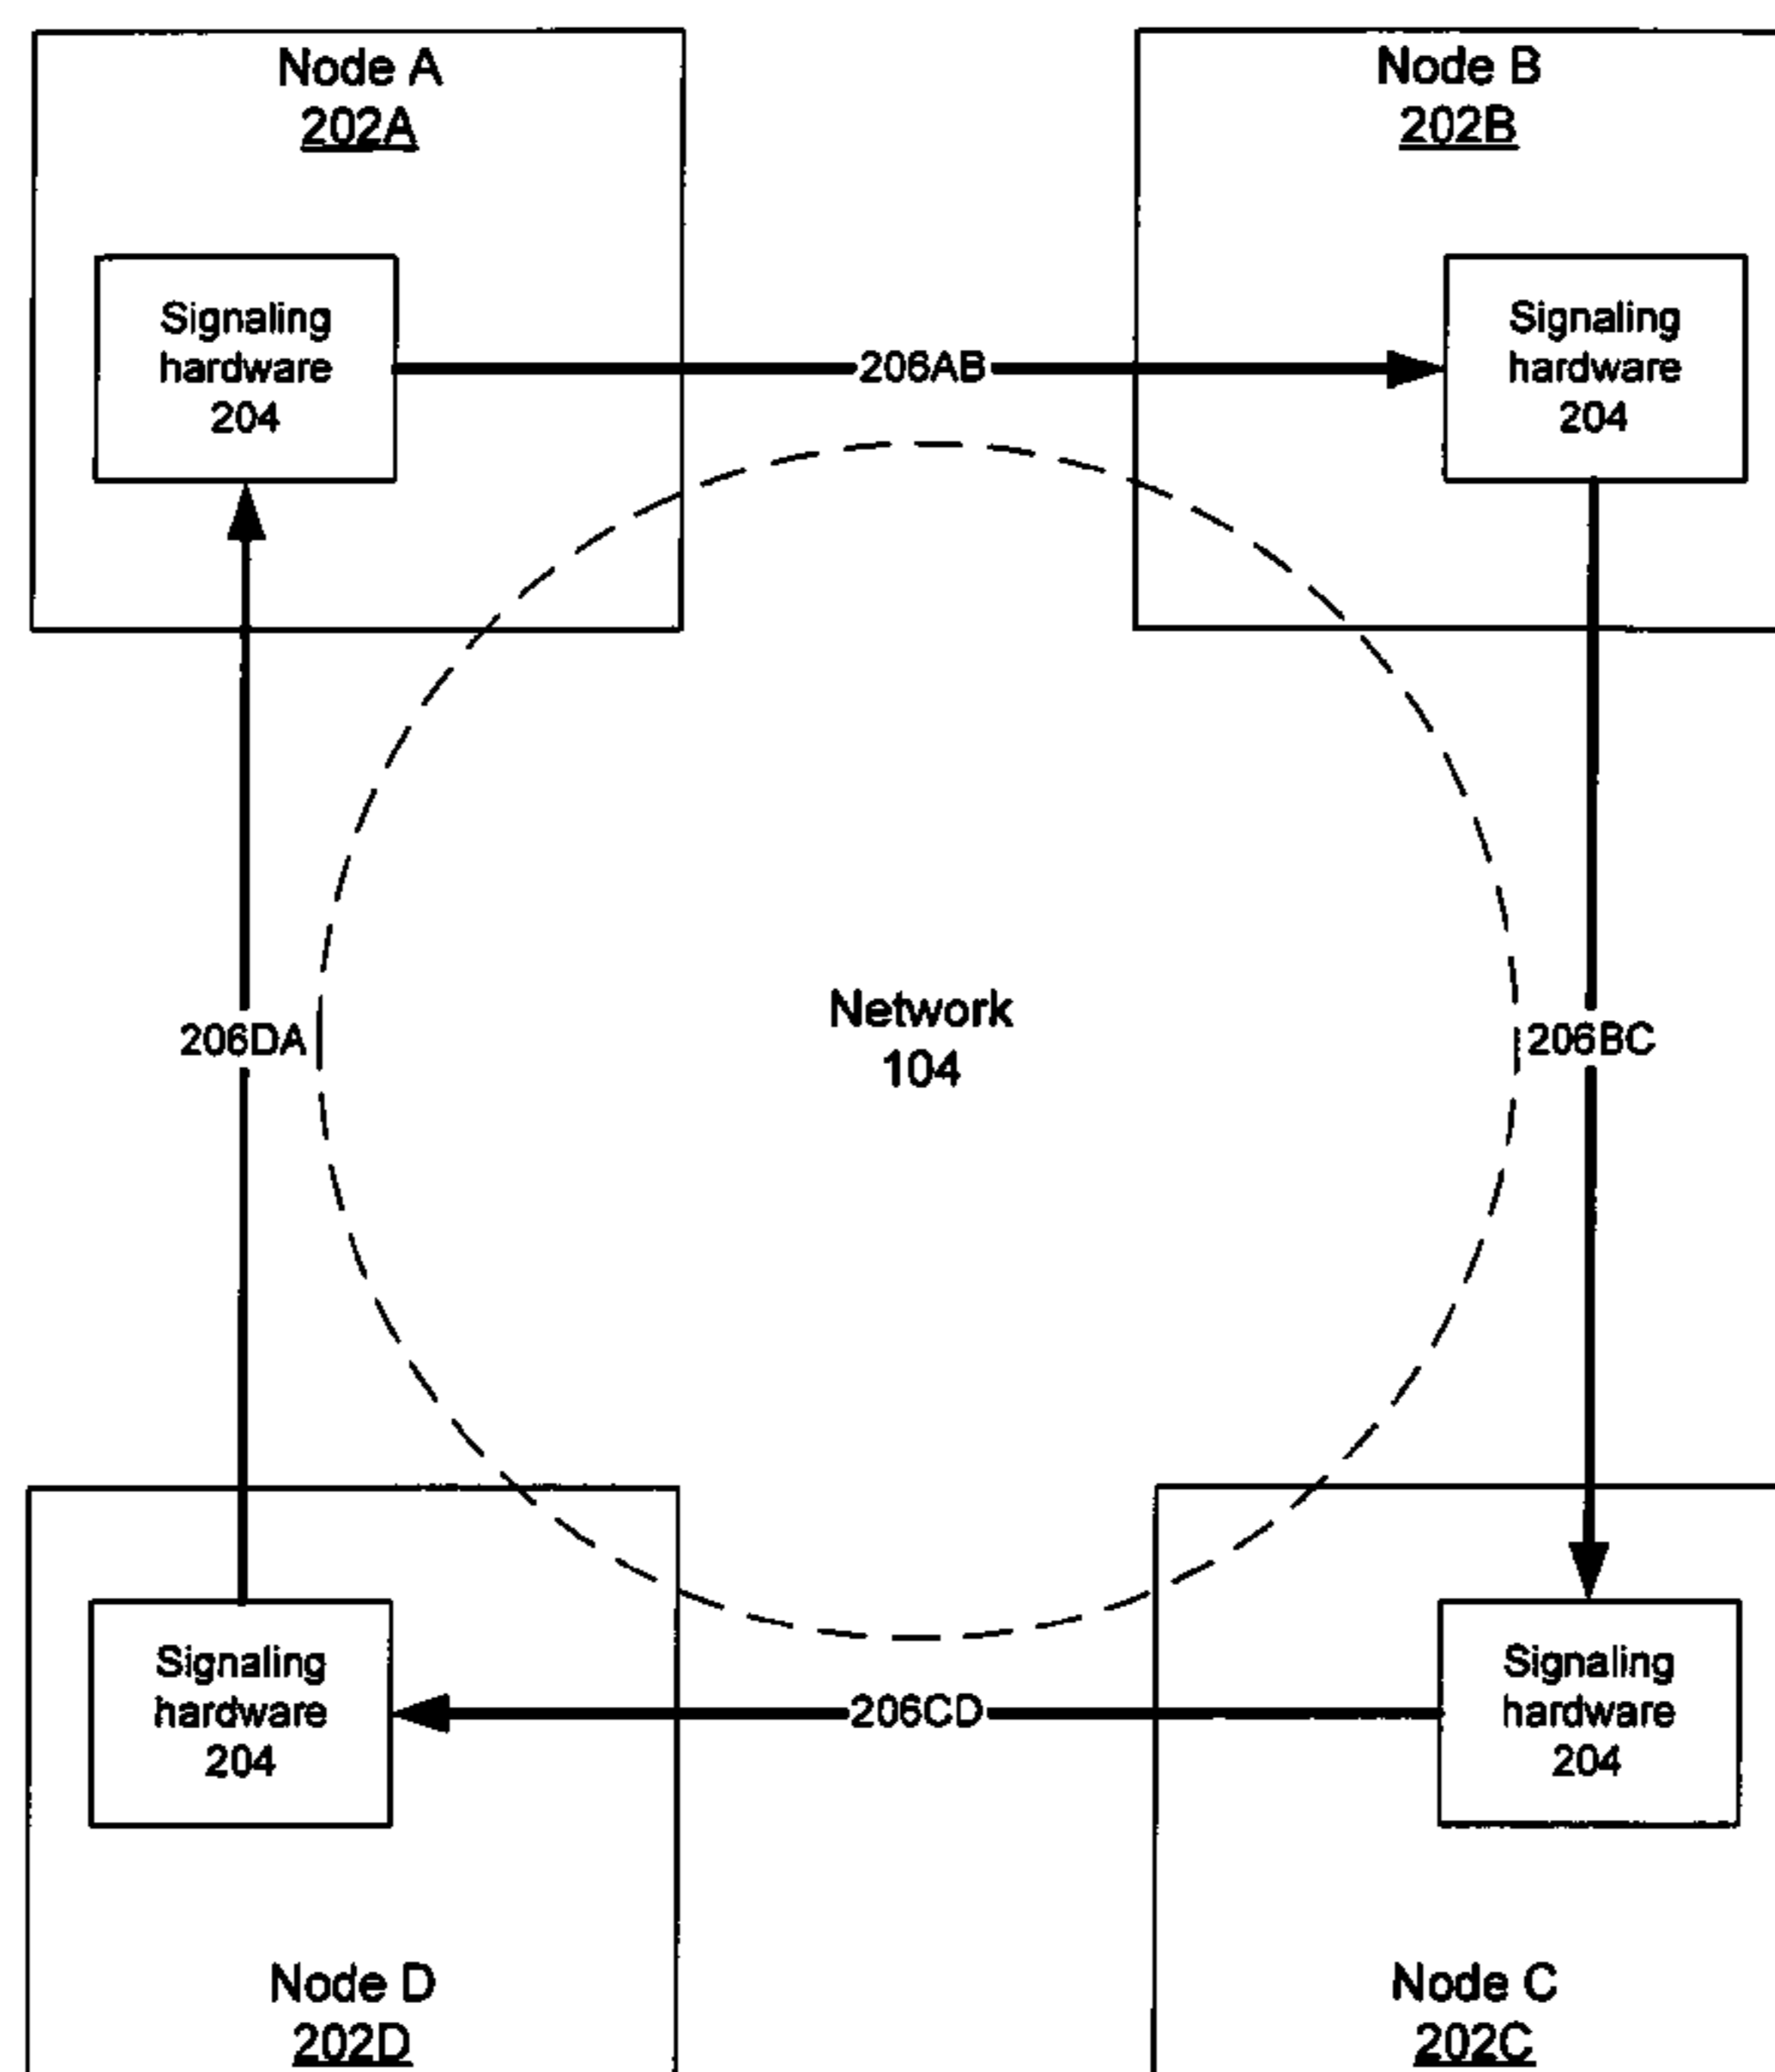 Node A
202A
Node B
202B
Signaling
hardware
204
Signaling
hardware
204
206AB
Network
104
206DA
206BC
Signaling
hardware
204
Signaling
hardware
204
206CD
Node D
202D
Node C
202C